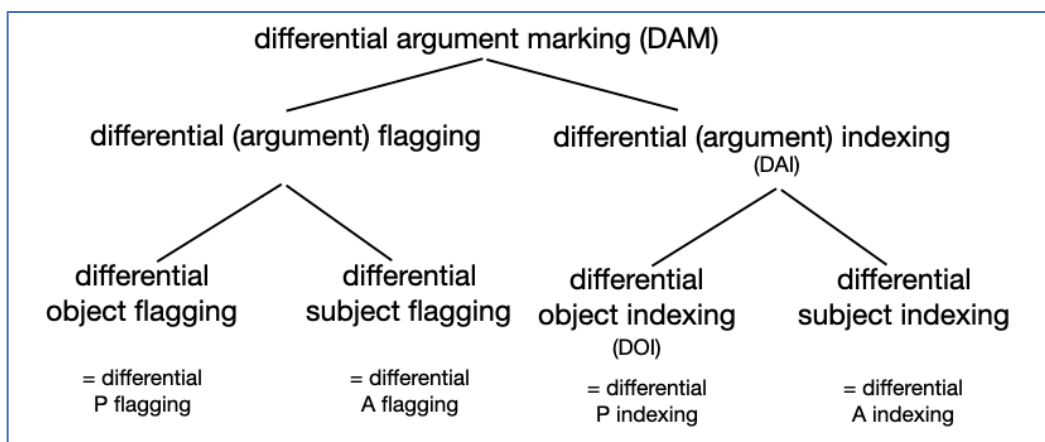 differential argument marking (DAM)
differential (argument) flagging
differential (argument) indexing
(DAI)
differential
object flagging
differential
subject flagging
differential
object indexing
(DOI)
differential
subject indexing
= differential
P flagging
= differential
A flagging
= differential
P indexing
= differential
A indexing